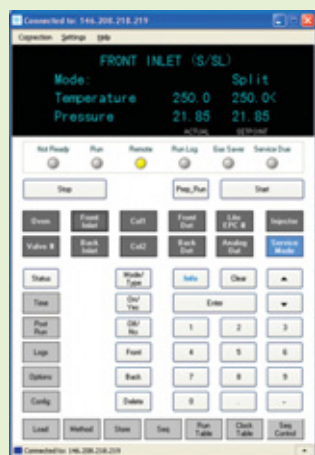 Connected to: 146.208.218.219
Connection Settings Help
FRONT INLET (S/SL)
Mode: Split
Temperature 250.0 250.0<
Pressure 21.85 21.85
ACTUAL SETPOINT
Not Ready Run Remote Run Log Gas Saver Service Due
Stop Prep_Run Start
Oven Front Inlet Col1 Front Det Injector
Valve # Back Inlet Col2 Back Det Analog Out Service Mode
Status Mode/Type Info Clear
Time On/Yes Enter
Post Run Off/No 1 2 3
Logs Front 4 5 6
Options Back 7 8 9
Config Delete 0 . -
Load Method Store Seq Run Table Clock Table Seq Control
Connected to: 146.208.218.219